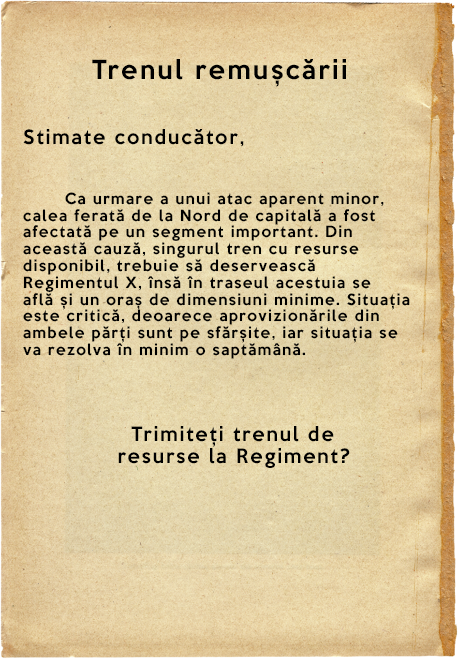 Trenul remușcării
Stimate conducător,
Ca urmare a unui atac aparent minor,
calea ferată de la Nord de capitală a fost
afectată pe un segment important. Din
această cauză, singurul tren cu resurse
disponibil, trebuie să deservească
Regimentul X, însă în traseul acestuia se
află și un oraș de dimensiuni minime. Situația
este critică, deoarece aprovizionările din
ambele părți sunt pe sfârșite, iar situația se
va rezolva în minim o saptămână.
Trimiteți trenul de
resurse la Regiment?